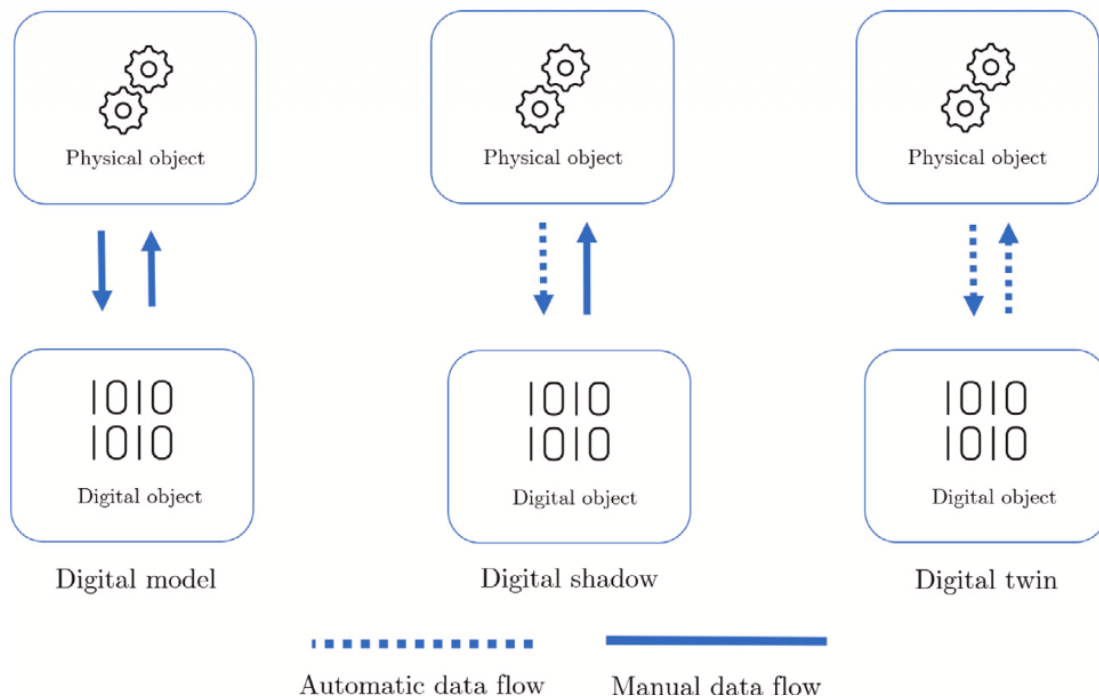 Physical object
Physical object
Physical object
1010
1010
1010
1010
1010
1010
Digital object
Digital object
Digital object
Digital model
Digital shadow
Digital twin
Automatic data flow
Manual data flow